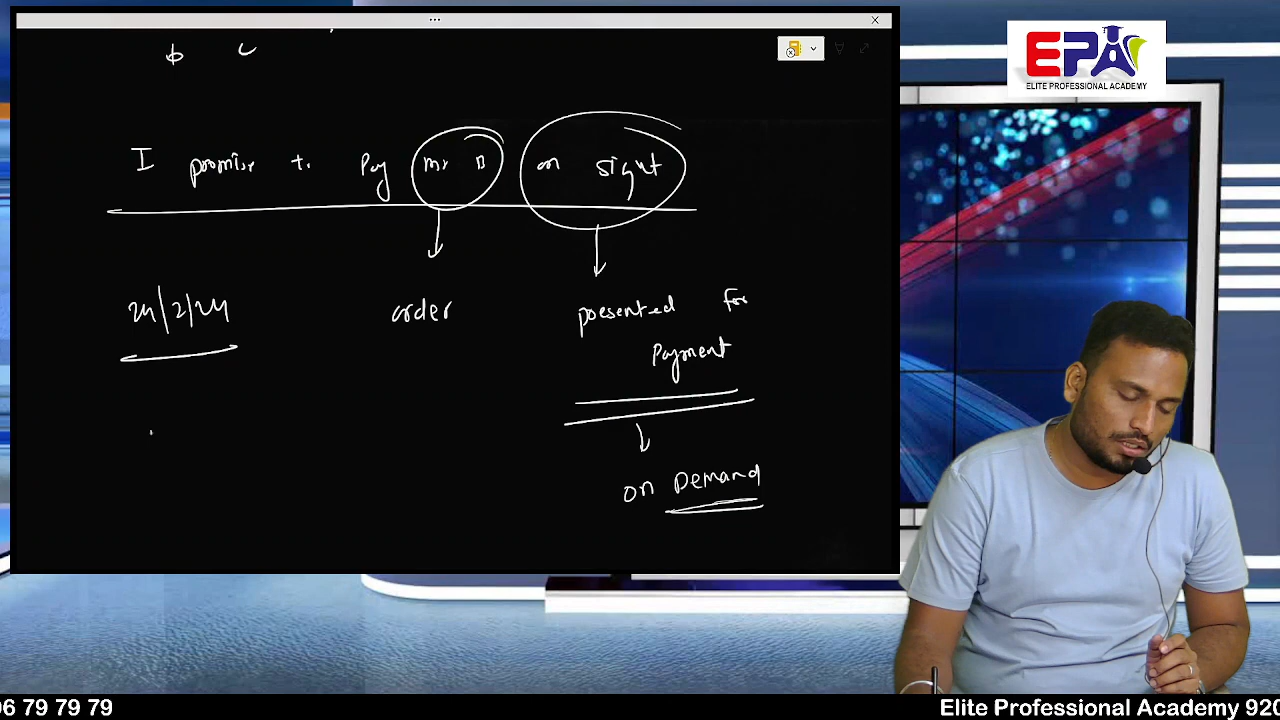 EPA
ELITE PROFESSIONAL ACADEMY
I promise to Pay Mr B on sight
24/2/24 order presented for
Payment
on Demand
06 79 79 79 Elite Professional Academy 920